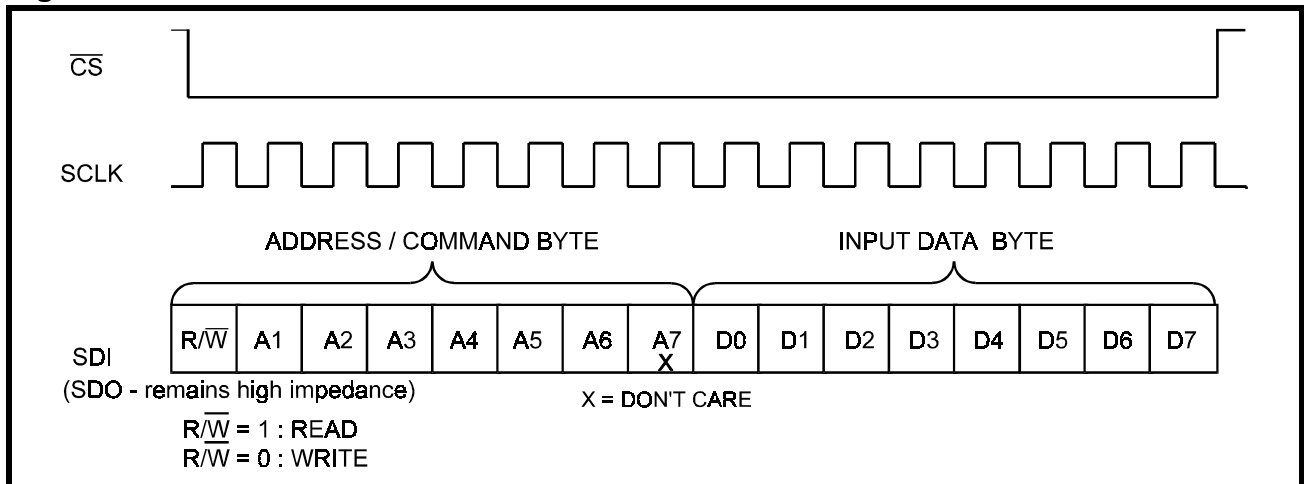 CS
SCLK
ADDRESS / COMMAND BYTE INPUT DATA BYTE
R/W A1 A2 A3 A4 A5 A6 A7 D0 D1 D2 D3 D4 D5 D6 D7
X
SDI
(SDO - remains high impedance) X = DON'T CARE
R/W = 1 : READ
R/W = 0 : WRITE